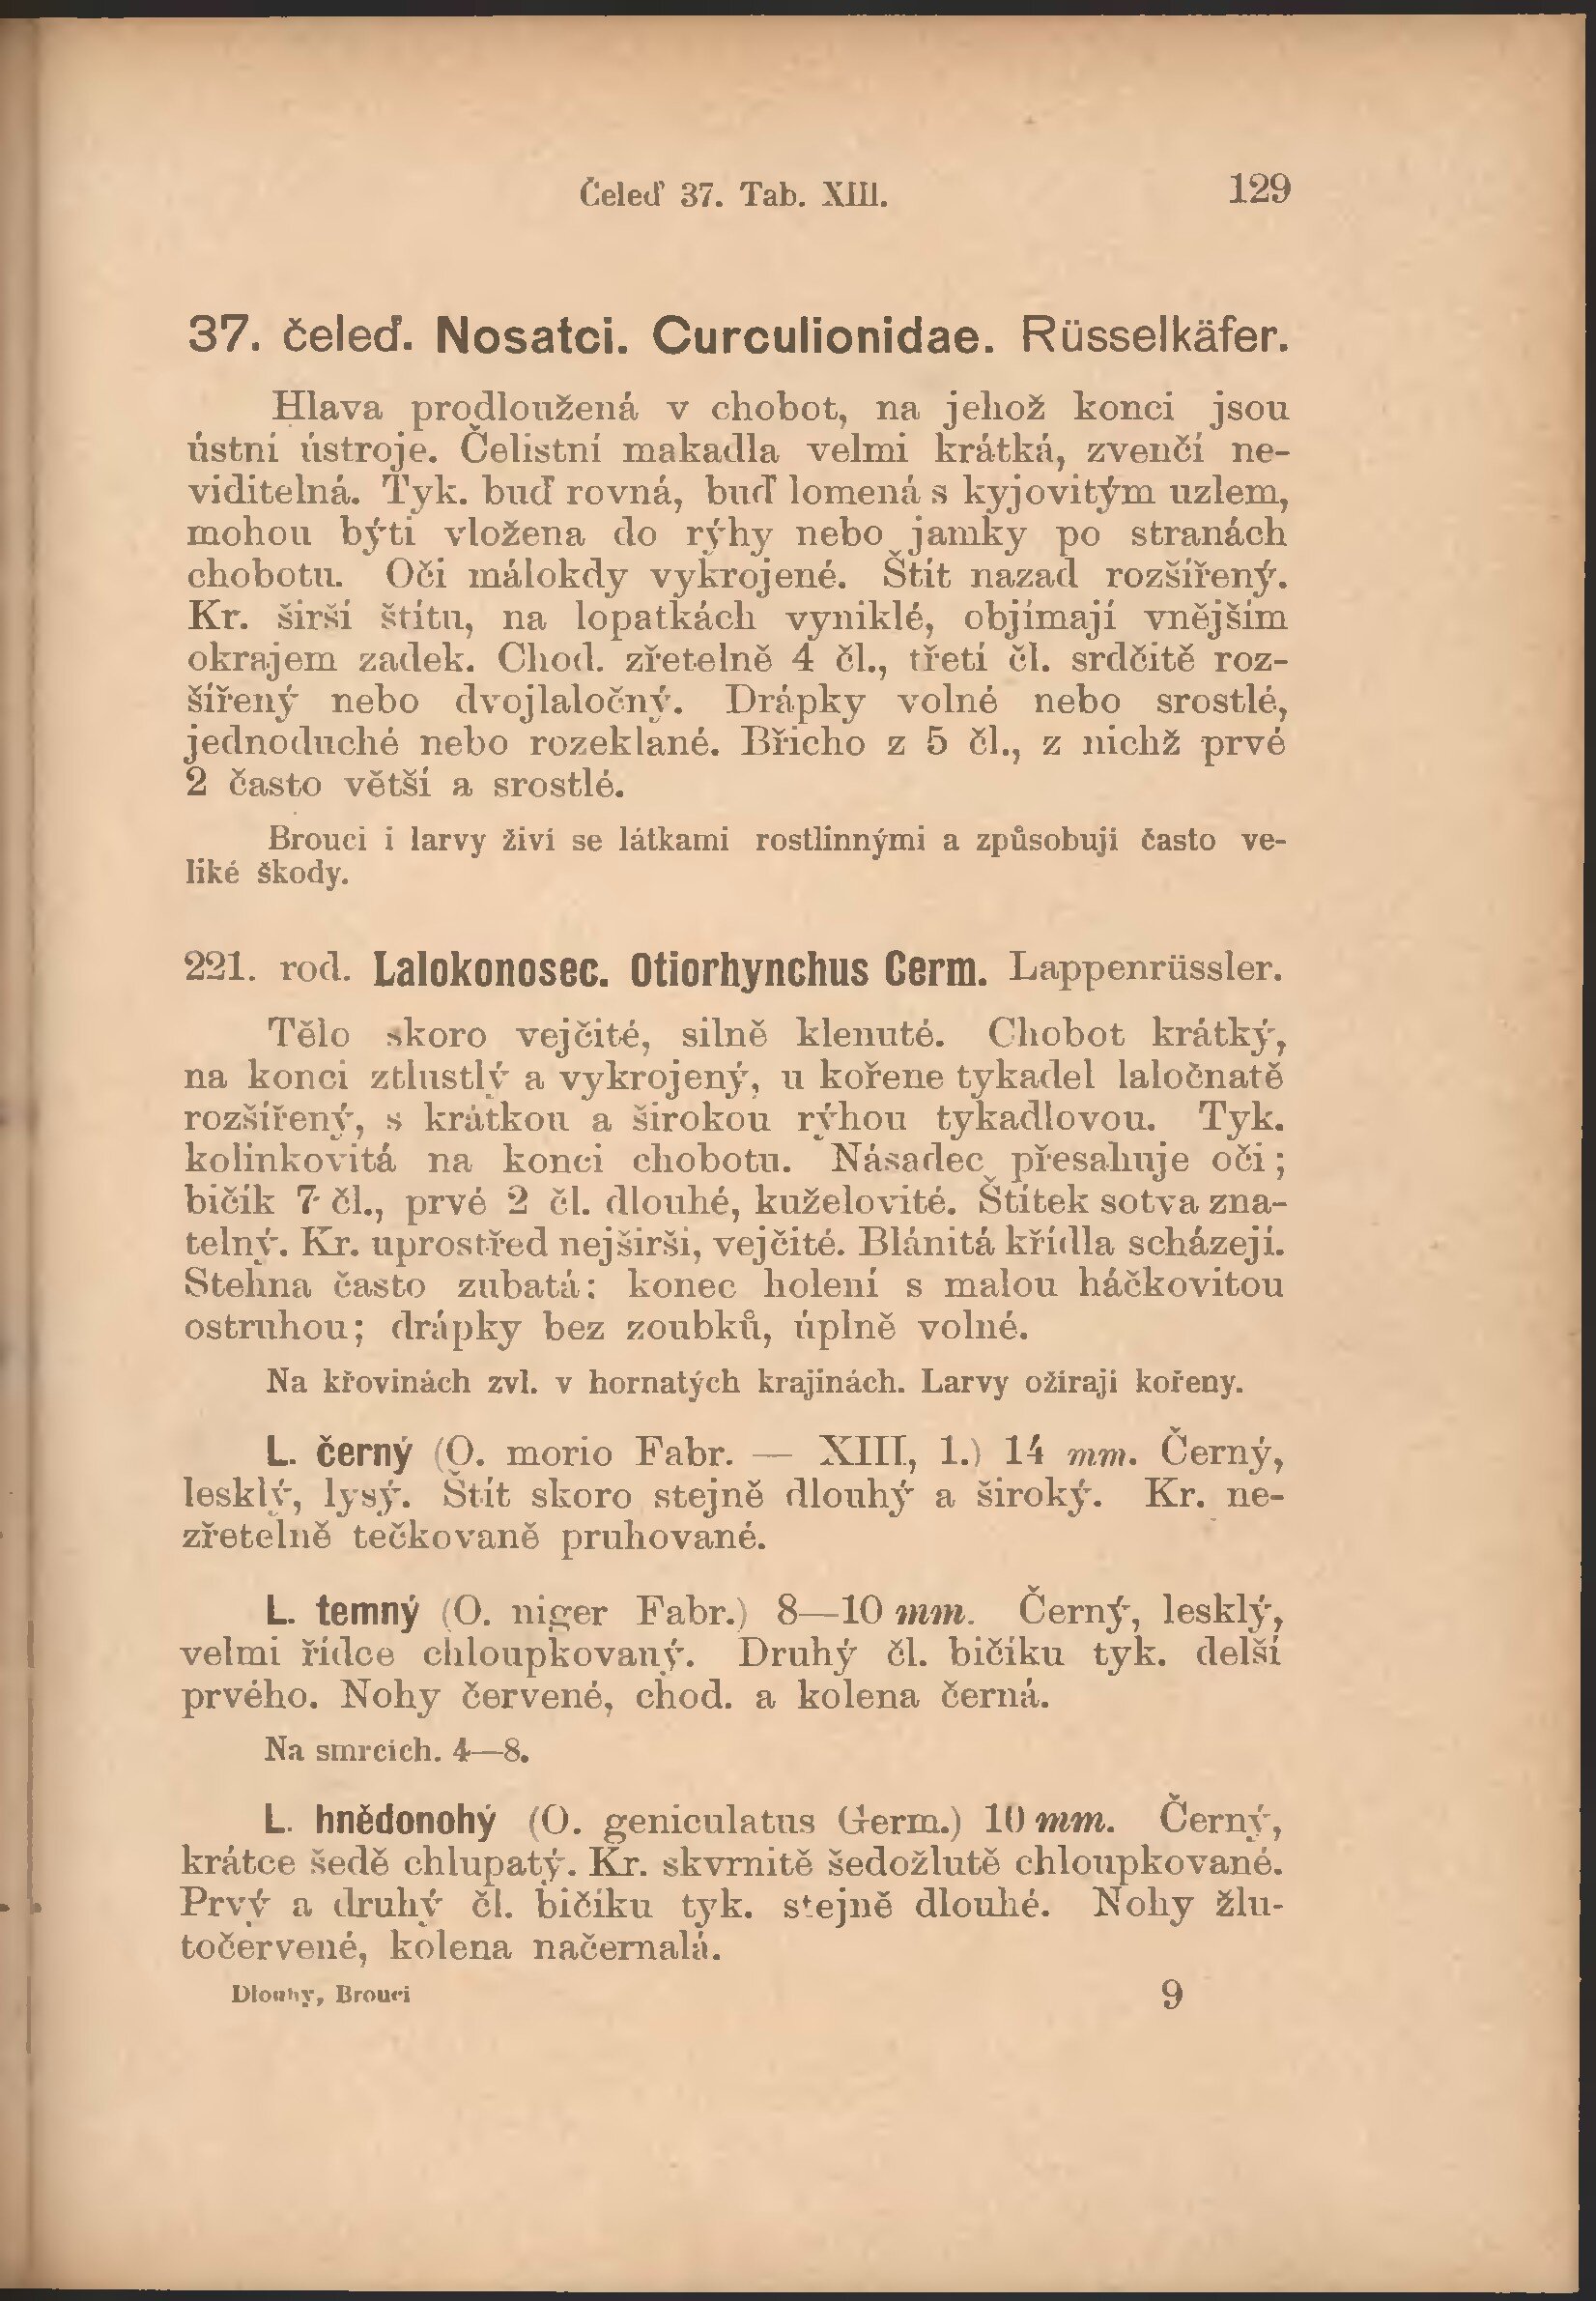 Čeleď 37. Tab. XIII. 129
37. čeleď. Nosatci. Curculionidae. Rüsselkäfer.
Hlava prodloužená v chobot, na jehož konci jsou
ústní ústroje. Čelistní makadla velmi krátká, zvenčí ne-
viditelná. Tyk. buď rovná, buď lomená s kyjovitým uzlem,
mohou býti vložena do rýhy nebo jamky po stranách
chobotu. Oči málokdy vykrojené. Štít nazad rozšířený.
Kr. širší štítu, na lopatkách vyniklé, objímají vnějším
okrajem zadek. Chod. zřetelně 4 čl., třetí čl. srdčitě roz-
šířený nebo dvojlaločný. Drápky volné nebo srostlé,
jednoduché nebo rozeklané. Břicho z 5 čl., z nichž prvé
2 často větší a srostlé.
Brouci i larvy živí se látkami rostlinnými a způsobují často ve-
liké škody.
221. rod. Lalokonosec. Otiorhynchus Germ. Lappenrüssler.
Tělo skoro vejčité, silně klenuté. Chobot krátký,
na konci ztlustlý a vykrojený, u kořene tykadel laločnatě
rozšířený, s krátkou a širokou rýhou tykadlovou. Tyk.
kolinkovitá na konci chobotu. Násadec přesahuje oči;
bičík 7 čl., prvé 2 čl. dlouhé, kuželovité. Štítek sotva zna-
telný. Kr. uprostřed nejširši, vejčité. Blánitá křídla scházejí.
Stehna často zubatá: konec holení s malou háčkovitou
ostruhou; drápky bez zoubků, úplně volné.
Na křovinách zvl. v hornatých krajinách. Larvy ožírají kořeny.
L. černý (O. morio Fabr. — XIII, 1.) 14 mm. Černý,
lesklý, lysý. Štít skoro stejně dlouhý a široký. Kr. ne-
zřetelně tečkovaně pruhované.
L. temný (O. niger Fabr.) 8—10 mm. Černý, lesklý,
velmi řídce chloupkovaný. Druhý čl. bičíku tyk. delší
prvého. Nohy červené, chod. a kolena černá.
Na smrcích. 4—8.
L. hnědonohý (O. geniculatus Germ.) 10 mm. Černý,
krátce šedě chlupatý. Kr. skvrnitě šedožlutě chloupkované.
Prvý a druhý čl. bičíku tyk. stejně dlouhé. Nohy žlu-
točervené, kolena načernalá.
Dlouhy, Brouci 9